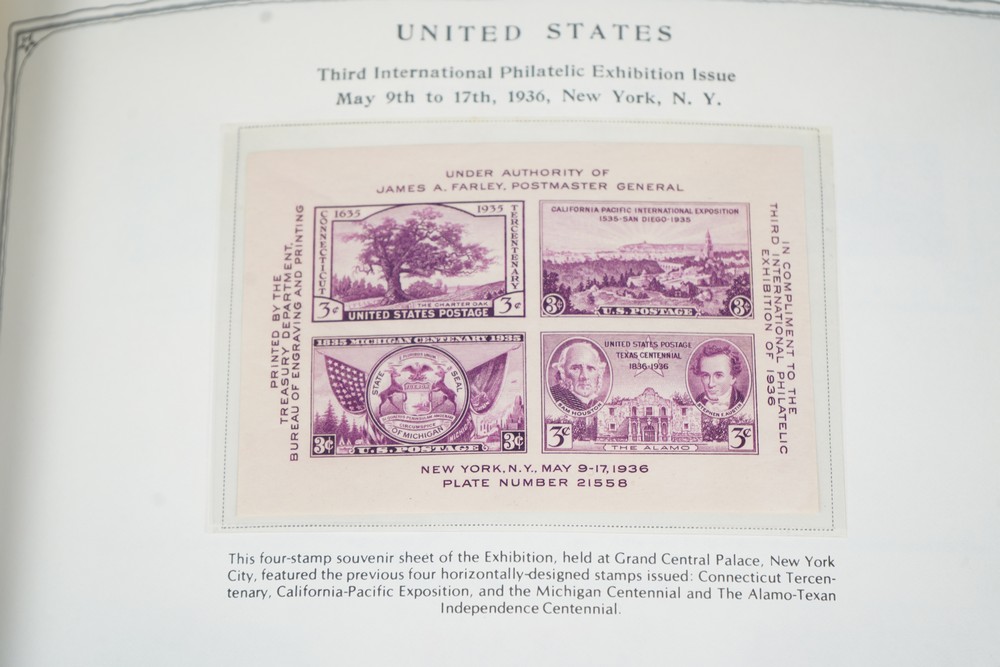 UNITED STATES
Third International Philatelic Exhibition Issue
May 9th to 17th, 1936, New York, N. Y.
UNDER AUTHORITY OF
JAMES A. FARLEY, POSTMASTER GENERAL
PRINTED BY THE
TREASURY DEPARTMENT,
BUREAU OF ENGRAVING AND PRINTING
CONNECTICUT
1635
1935
TERCENTENARY
THE CHARTER OAK
3¢
3¢
UNITED STATES POSTAGE
CALIFORNIA PACIFIC INTERNATIONAL EXPOSITION
1535-SAN DIEGO-1935
3¢
3¢
U.S. POSTAGE
1835 MICHIGAN CENTENARY 1935
STATE SEAL
OF MICHIGAN
3¢
3¢
U.S. POSTAGE
UNITED STATES POSTAGE
TEXAS CENTENNIAL
1836-1936
SAM HOUSTON
STEPHEN F. AUSTIN
3¢
3¢
THE ALAMO
IN COMPLIMENT TO THE
THIRD INTERNATIONAL PHILATELIC
EXHIBITION OF 1936
NEW YORK, N.Y., MAY 9-17, 1936
PLATE NUMBER 21558
This four-stamp souvenir sheet of the Exhibition, held at Grand Central Palace, New York
City, featured the previous four horizontally-designed stamps issued: Connecticut Tercen-
tenary, California-Pacific Exposition, and the Michigan Centennial and The Alamo-Texan
Independence Centennial.